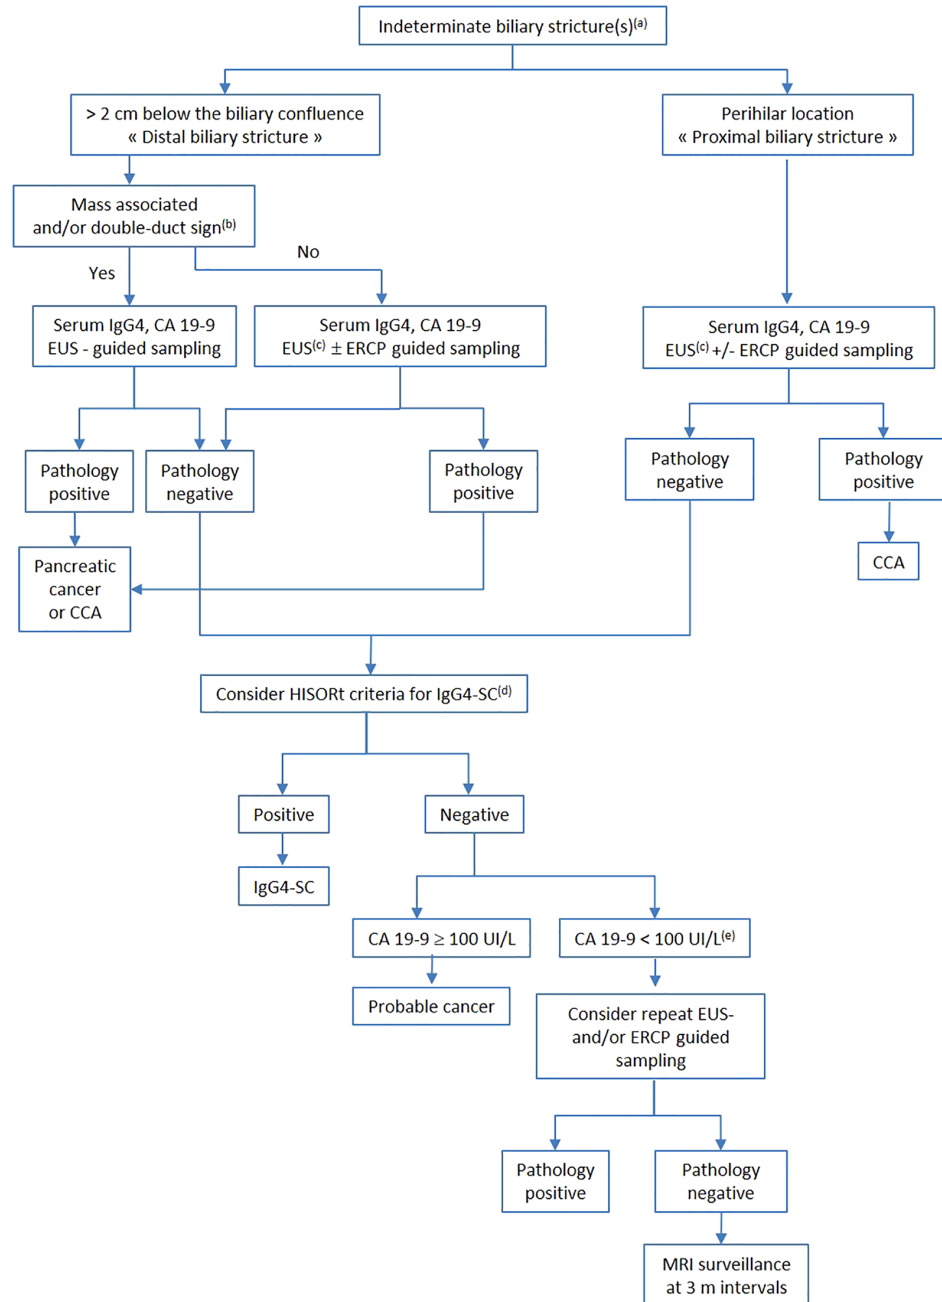 Indeterminate biliary stricture(s)(a)
> 2 cm below the biliary confluence
« Distal biliary stricture »
Perihilar location
« Proximal biliary stricture »
Mass associated
and/or double-duct sign(b)
Yes
No
Serum IgG4, CA 19-9
EUS - guided sampling
Serum IgG4, CA 19-9
EUS(c) ± ERCP guided sampling
Serum IgG4, CA 19-9
EUS(c) +/- ERCP guided sampling
Pathology
positive
Pathology
negative
Pathology
positive
Pathology
negative
Pathology
positive
Pancreatic
cancer
or CCA
CCA
Consider HISORt criteria for IgG4-SC(d)
Positive
Negative
IgG4-SC
CA 19-9 ≥ 100 UI/L
CA 19-9 < 100 UI/L(e)
Probable cancer
Consider repeat EUS-
and/or ERCP guided
sampling
Pathology
positive
Pathology
negative
MRI surveillance
at 3 m intervals